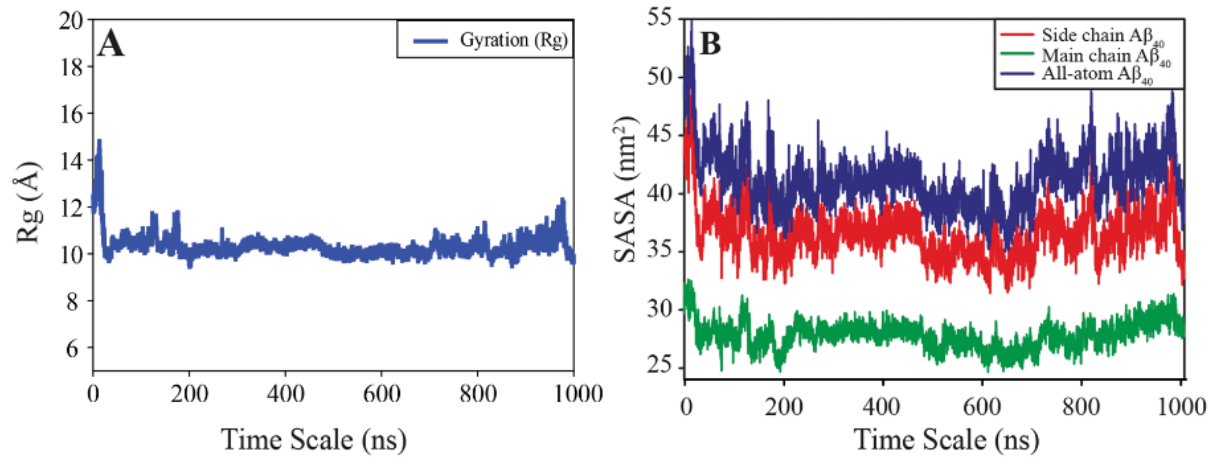 A
Gyration (Rg)
Rg (Å)
20
18
16
14
12
10
8
6
0 200 400 600 800 1000
Time Scale (ns)
B
Side chain Aβ₄₀
Main chain Aβ₄₀
All-atom Aβ₄₀
SASA (nm²)
55
50
45
40
35
30
25
0 200 400 600 800 1000
Time Scale (ns)